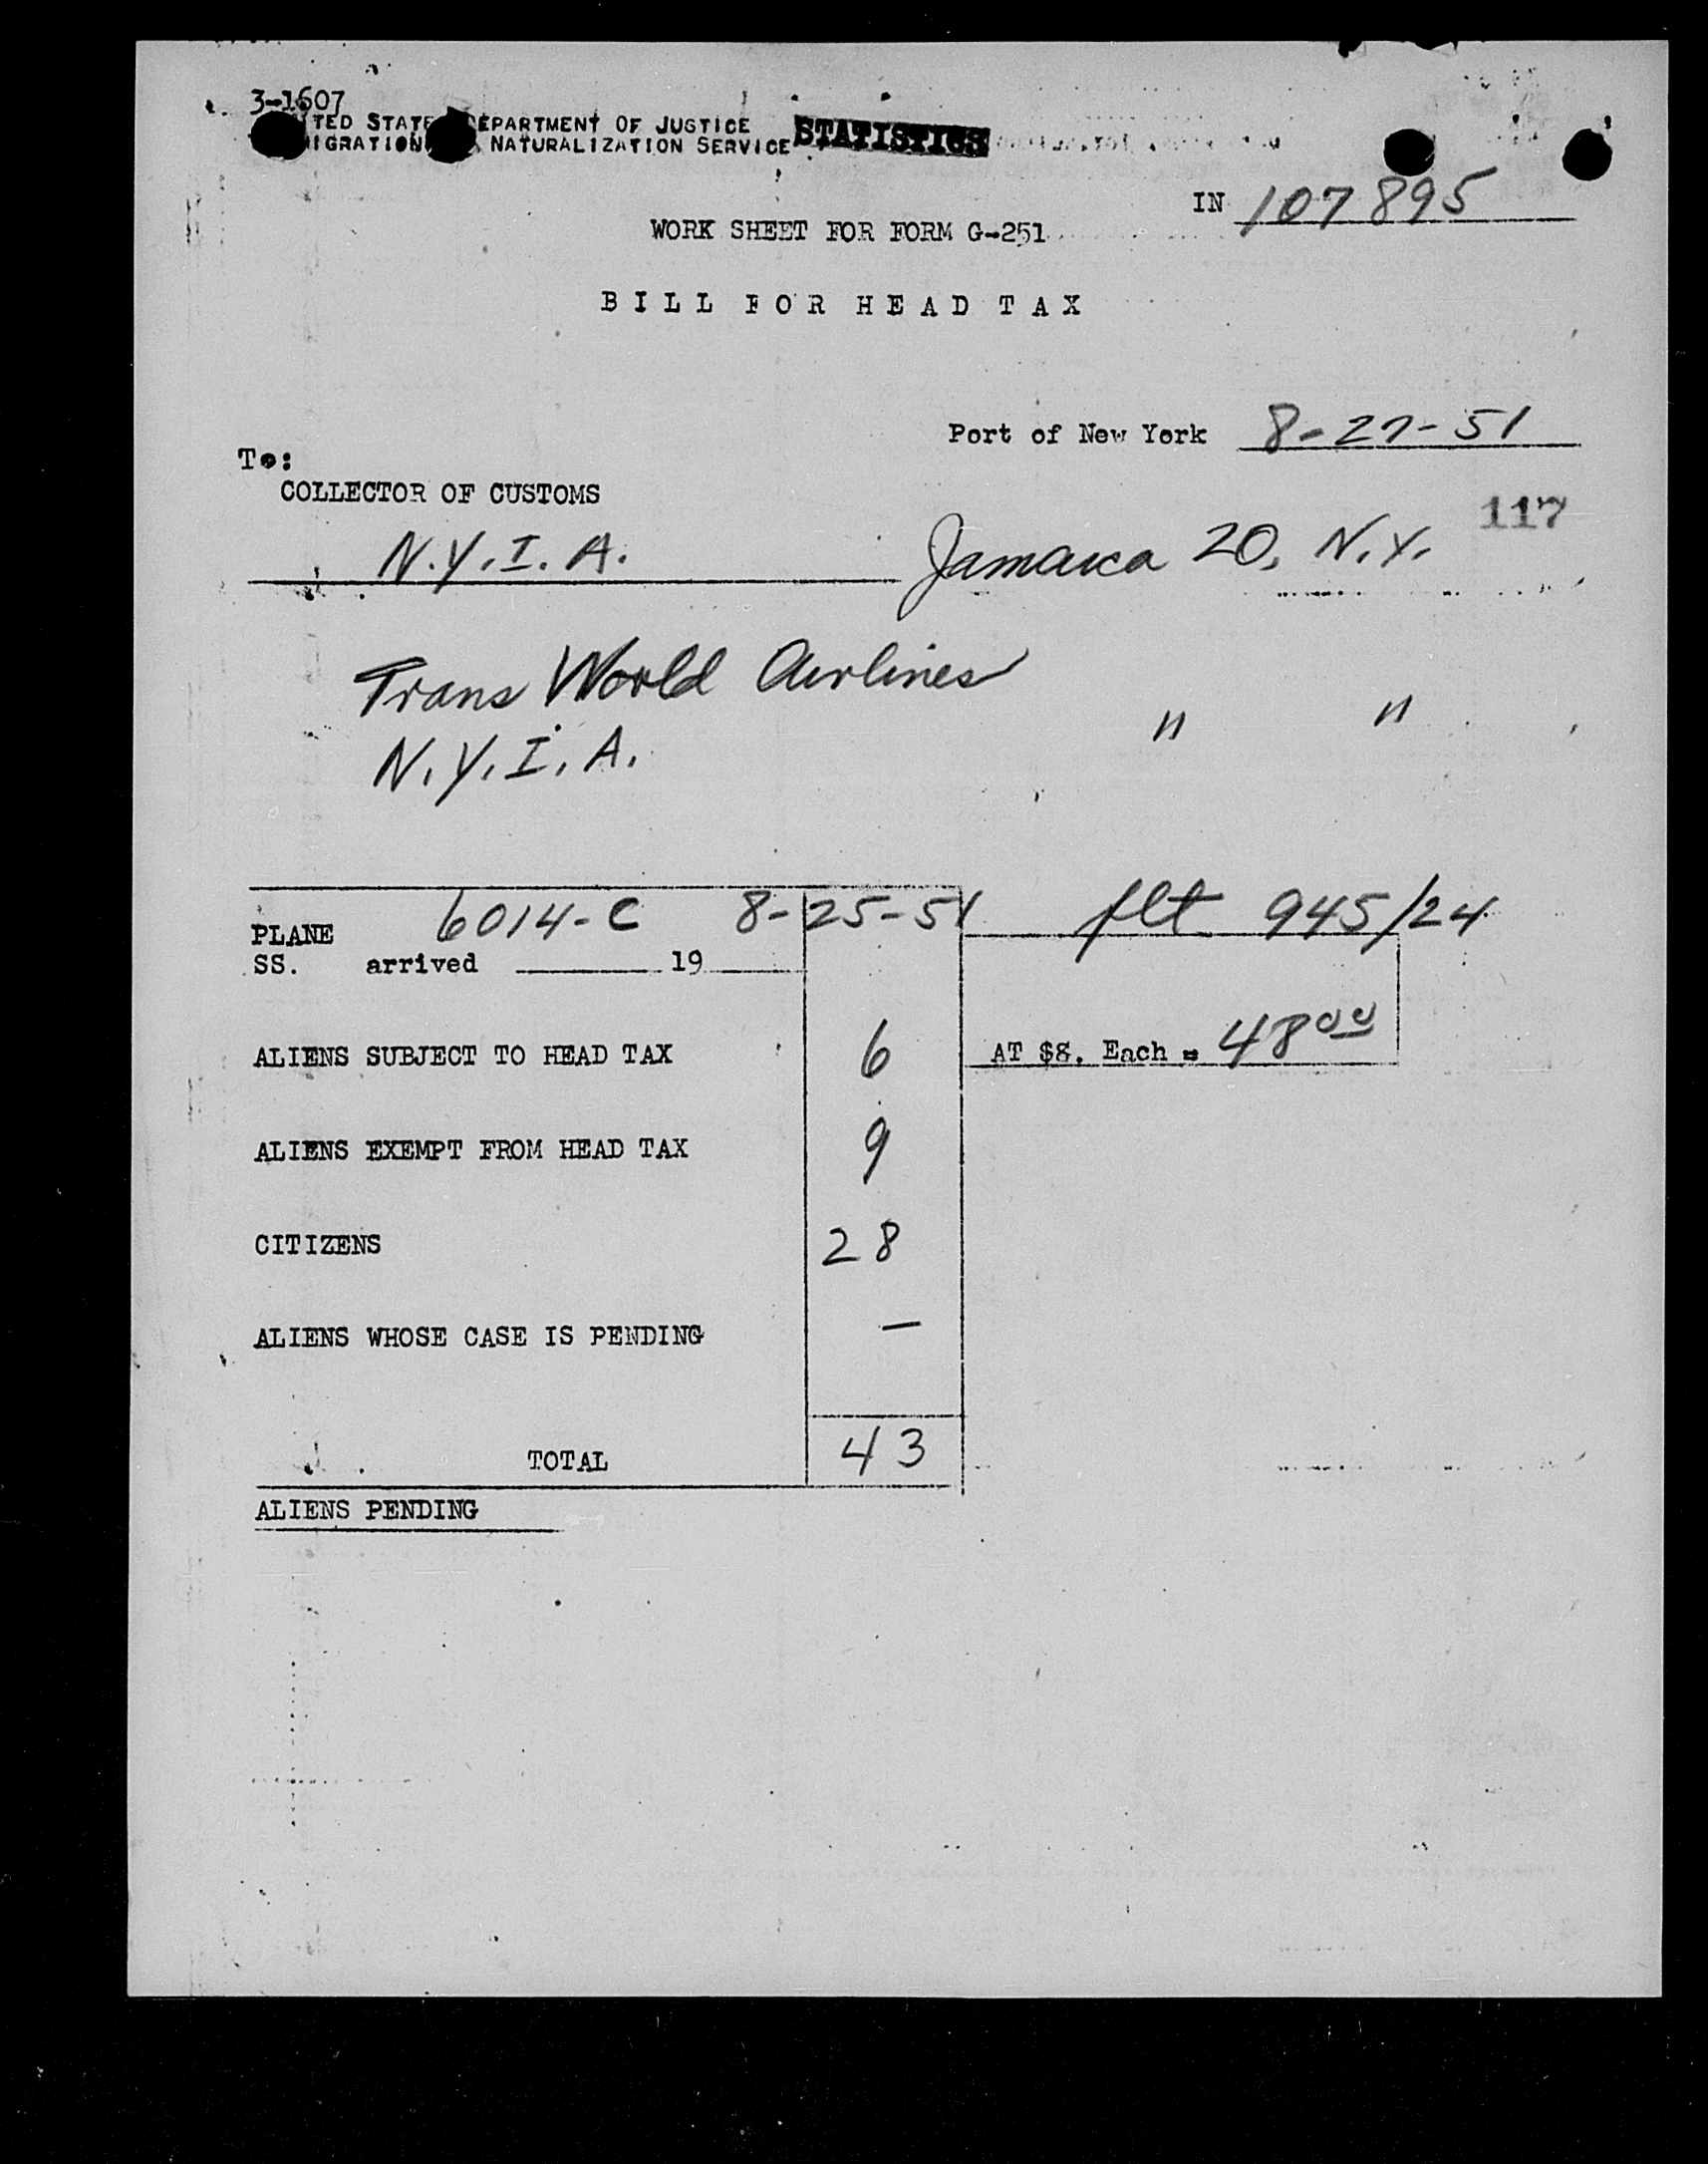 3-1607
TED STATE DEPARTMENT OF JUSTICE
IGRATION NATURALIZATION SERVICE STATISTICS
IN 107895
WORK SHEET FOR FORM G-251
BILL FOR HEAD TAX
Port of New York 8-27-51
To:
COLLECTOR OF CUSTOMS
117
N.Y.I.A. Jamaica 20, N.Y.
Trans World Airlines
N.Y.I.A. " "
6014-C 8-25-51 flt 945/24
PLANE
SS. arrived 19
ALIENS SUBJECT TO HEAD TAX 6 AT $8. Each = 48 00
ALIENS EXEMPT FROM HEAD TAX 9
CITIZENS 28
ALIENS WHOSE CASE IS PENDING —
TOTAL 43
ALIENS PENDING